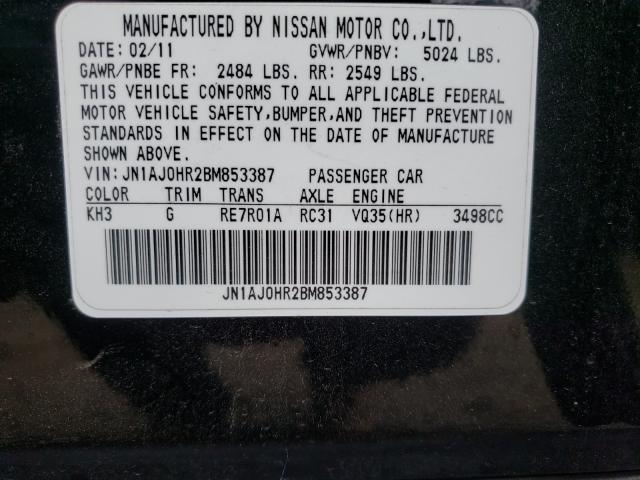 MANUFACTURED BY NISSAN MOTOR CO.,LTD.
DATE: 02/11 GVWR/PNBV: 5024 LBS.
GAWR/PNBE FR: 2484 LBS. RR: 2549 LBS.
THIS VEHICLE CONFORMS TO ALL APPLICABLE FEDERAL
MOTOR VEHICLE SAFETY,BUMPER,AND THEFT PREVENTION
STANDARDS IN EFFECT ON THE DATE OF MANUFACTURE
SHOWN ABOVE.
VIN:JN1AJ0HR2BM853387 PASSENGER CAR
COLOR TRIM TRANS AXLE ENGINE
KH3 G RE7R01A RC31 VQ35(HR) 3498CC
JN1AJ0HR2BM853387